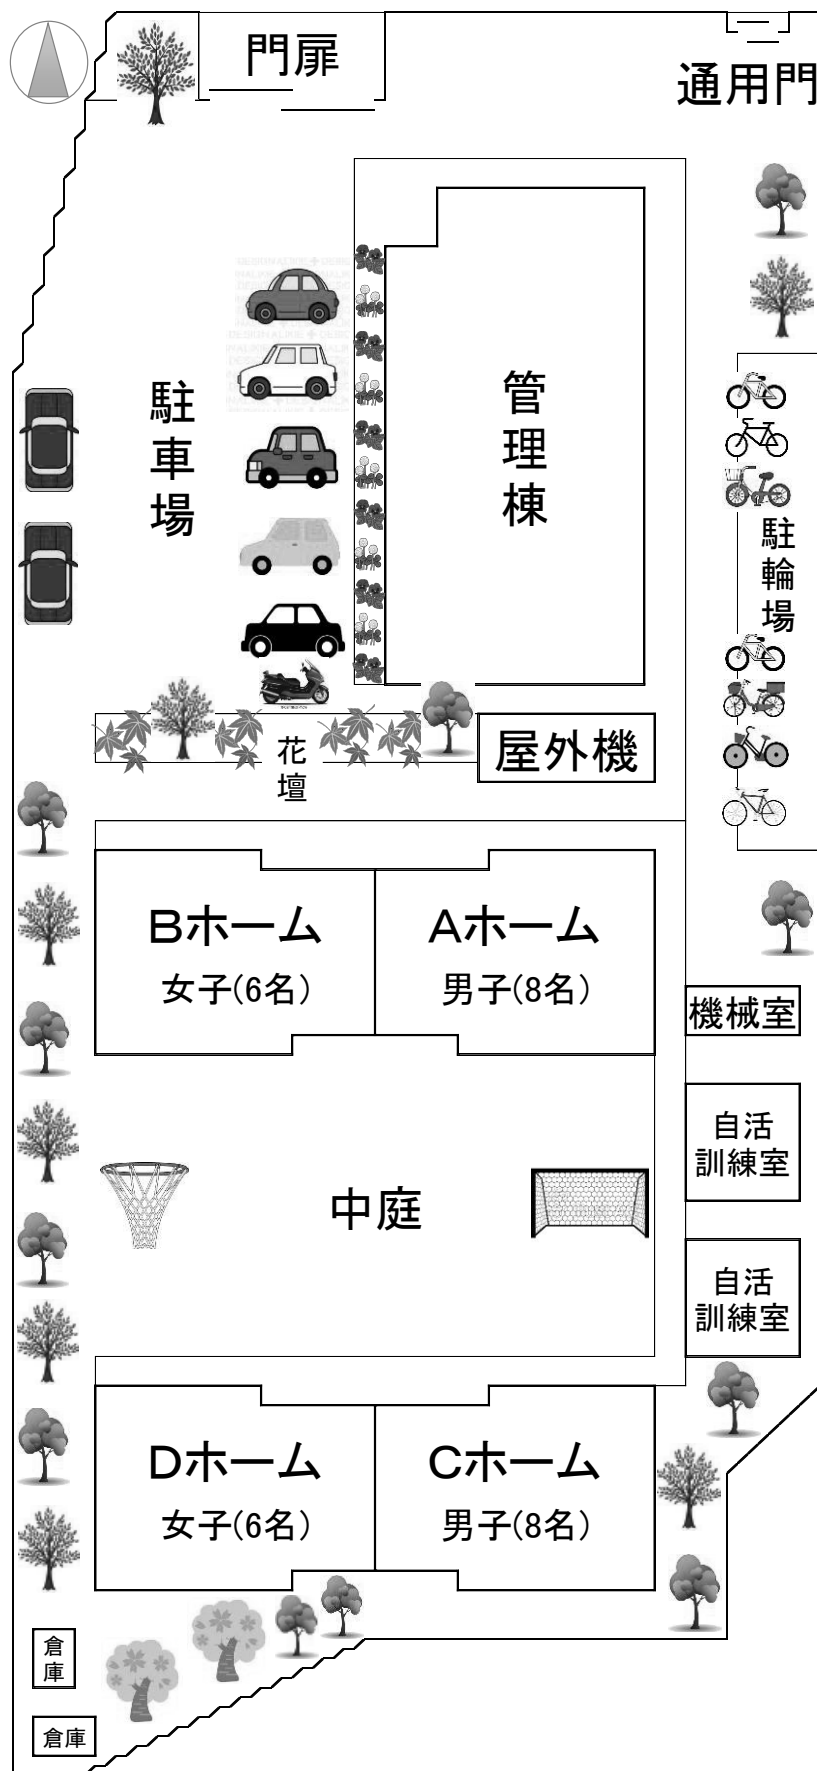 門扉
通用門
駐車場
管理棟
駐輪場
花壇
屋外機
Bホーム
女子(6名)
Aホーム
男子(8名)
機械室
自活
訓練室
中庭
自活
訓練室
Dホーム
女子(6名)
Cホーム
男子(8名)
倉庫
倉庫